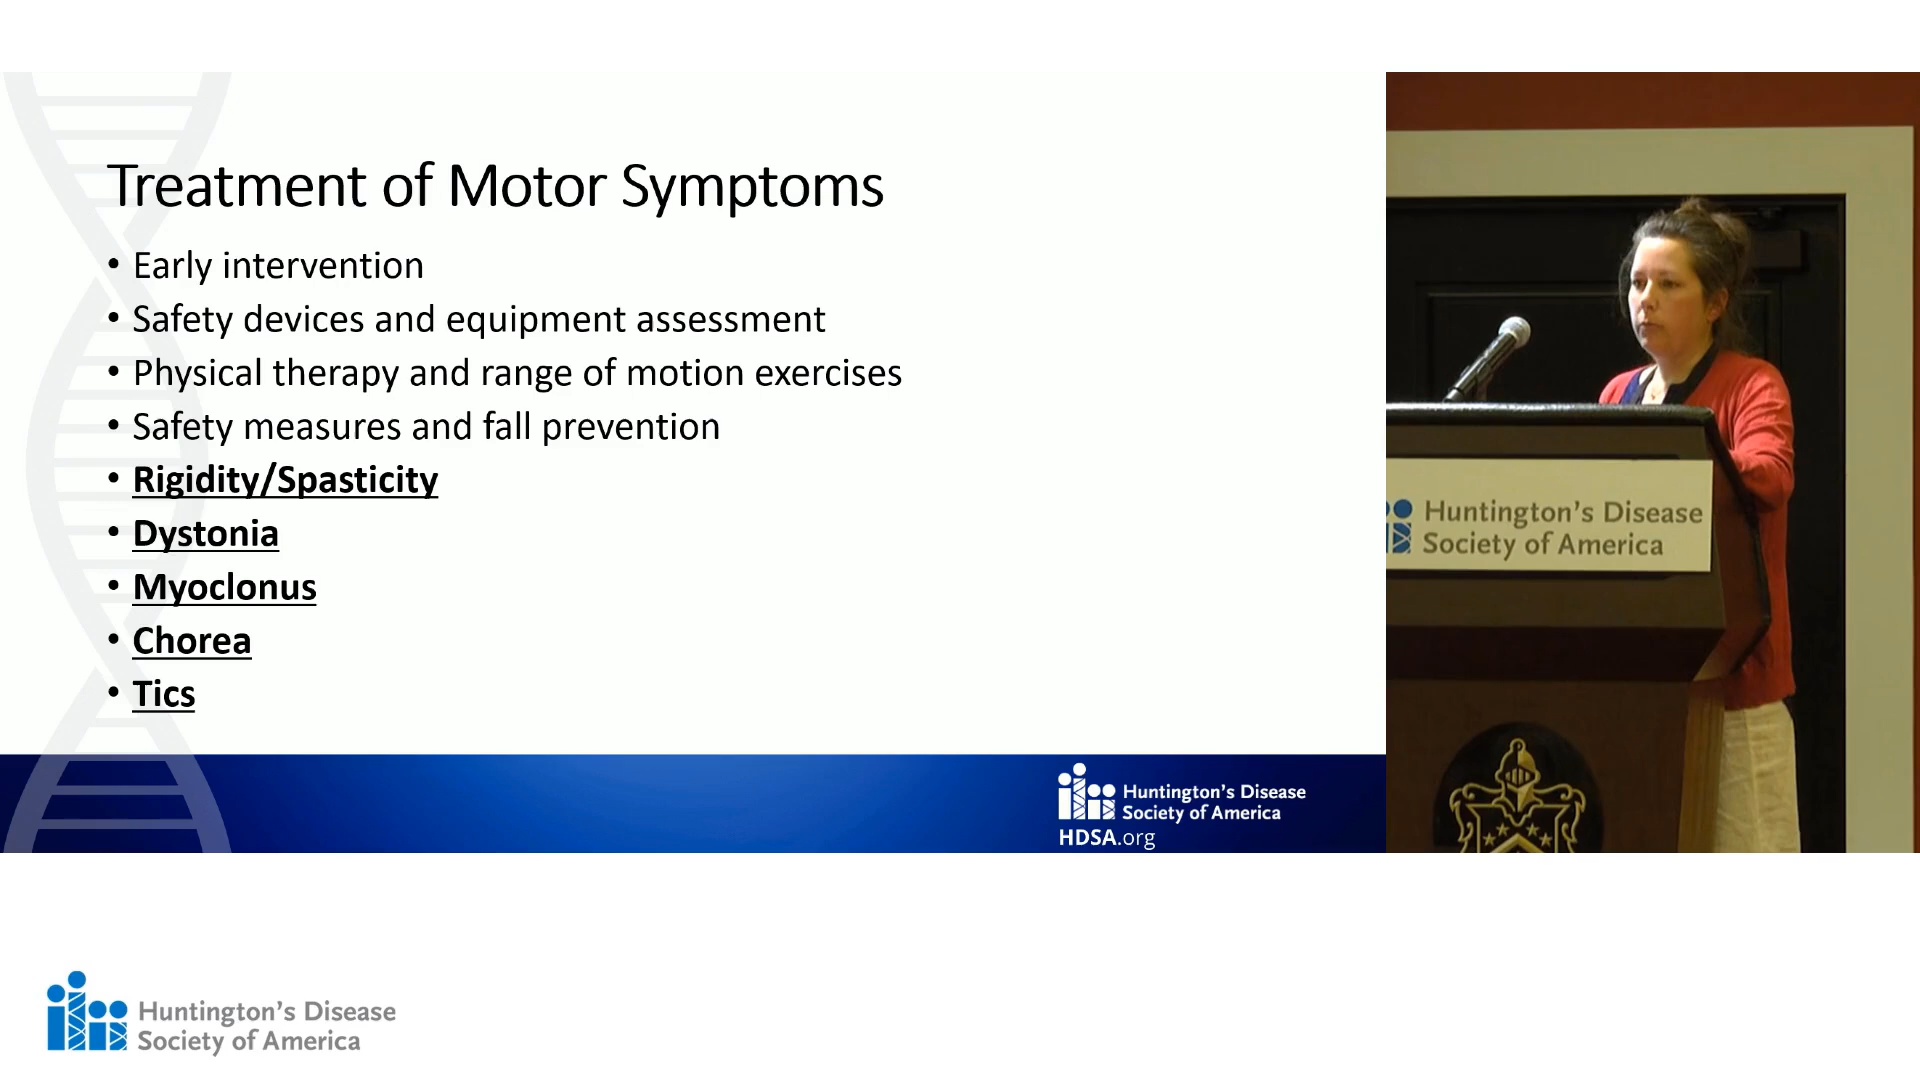 Treatment of Motor Symptoms
• Early intervention
• Safety devices and equipment assessment
• Physical therapy and range of motion exercises
• Safety measures and fall prevention
• Rigidity/Spasticity
• Dystonia
• Myoclonus
• Chorea
• Tics
Huntington's Disease
Society of America
HDSA.org
Huntington's Disease
Society of America
Huntington's Disease
Society of America